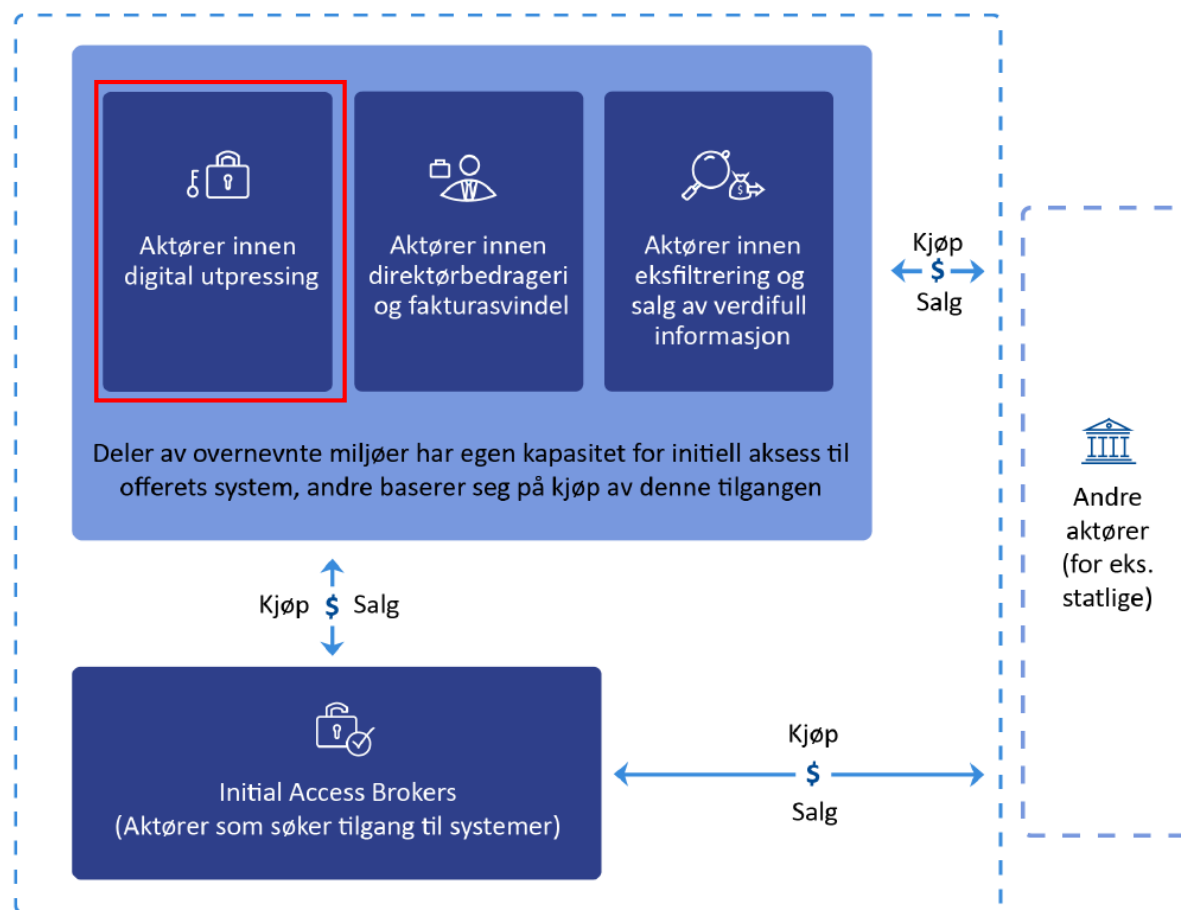 Aktører innen
digital utpressing
Aktører innen
direktørbedrageri
og fakturasvindel
Aktører innen
eksfiltrering og
salg av verdifull
informasjon
Deler av overnevnte miljøer har egen kapasitet for initiell aksess til
offerets system, andre baserer seg på kjøp av denne tilgangen
Kjøp
$
Salg
Kjøp $ Salg
Initial Access Brokers
(Aktører som søker tilgang til systemer)
Kjøp
$
Salg
Andre
aktører
(for eks.
statlige)